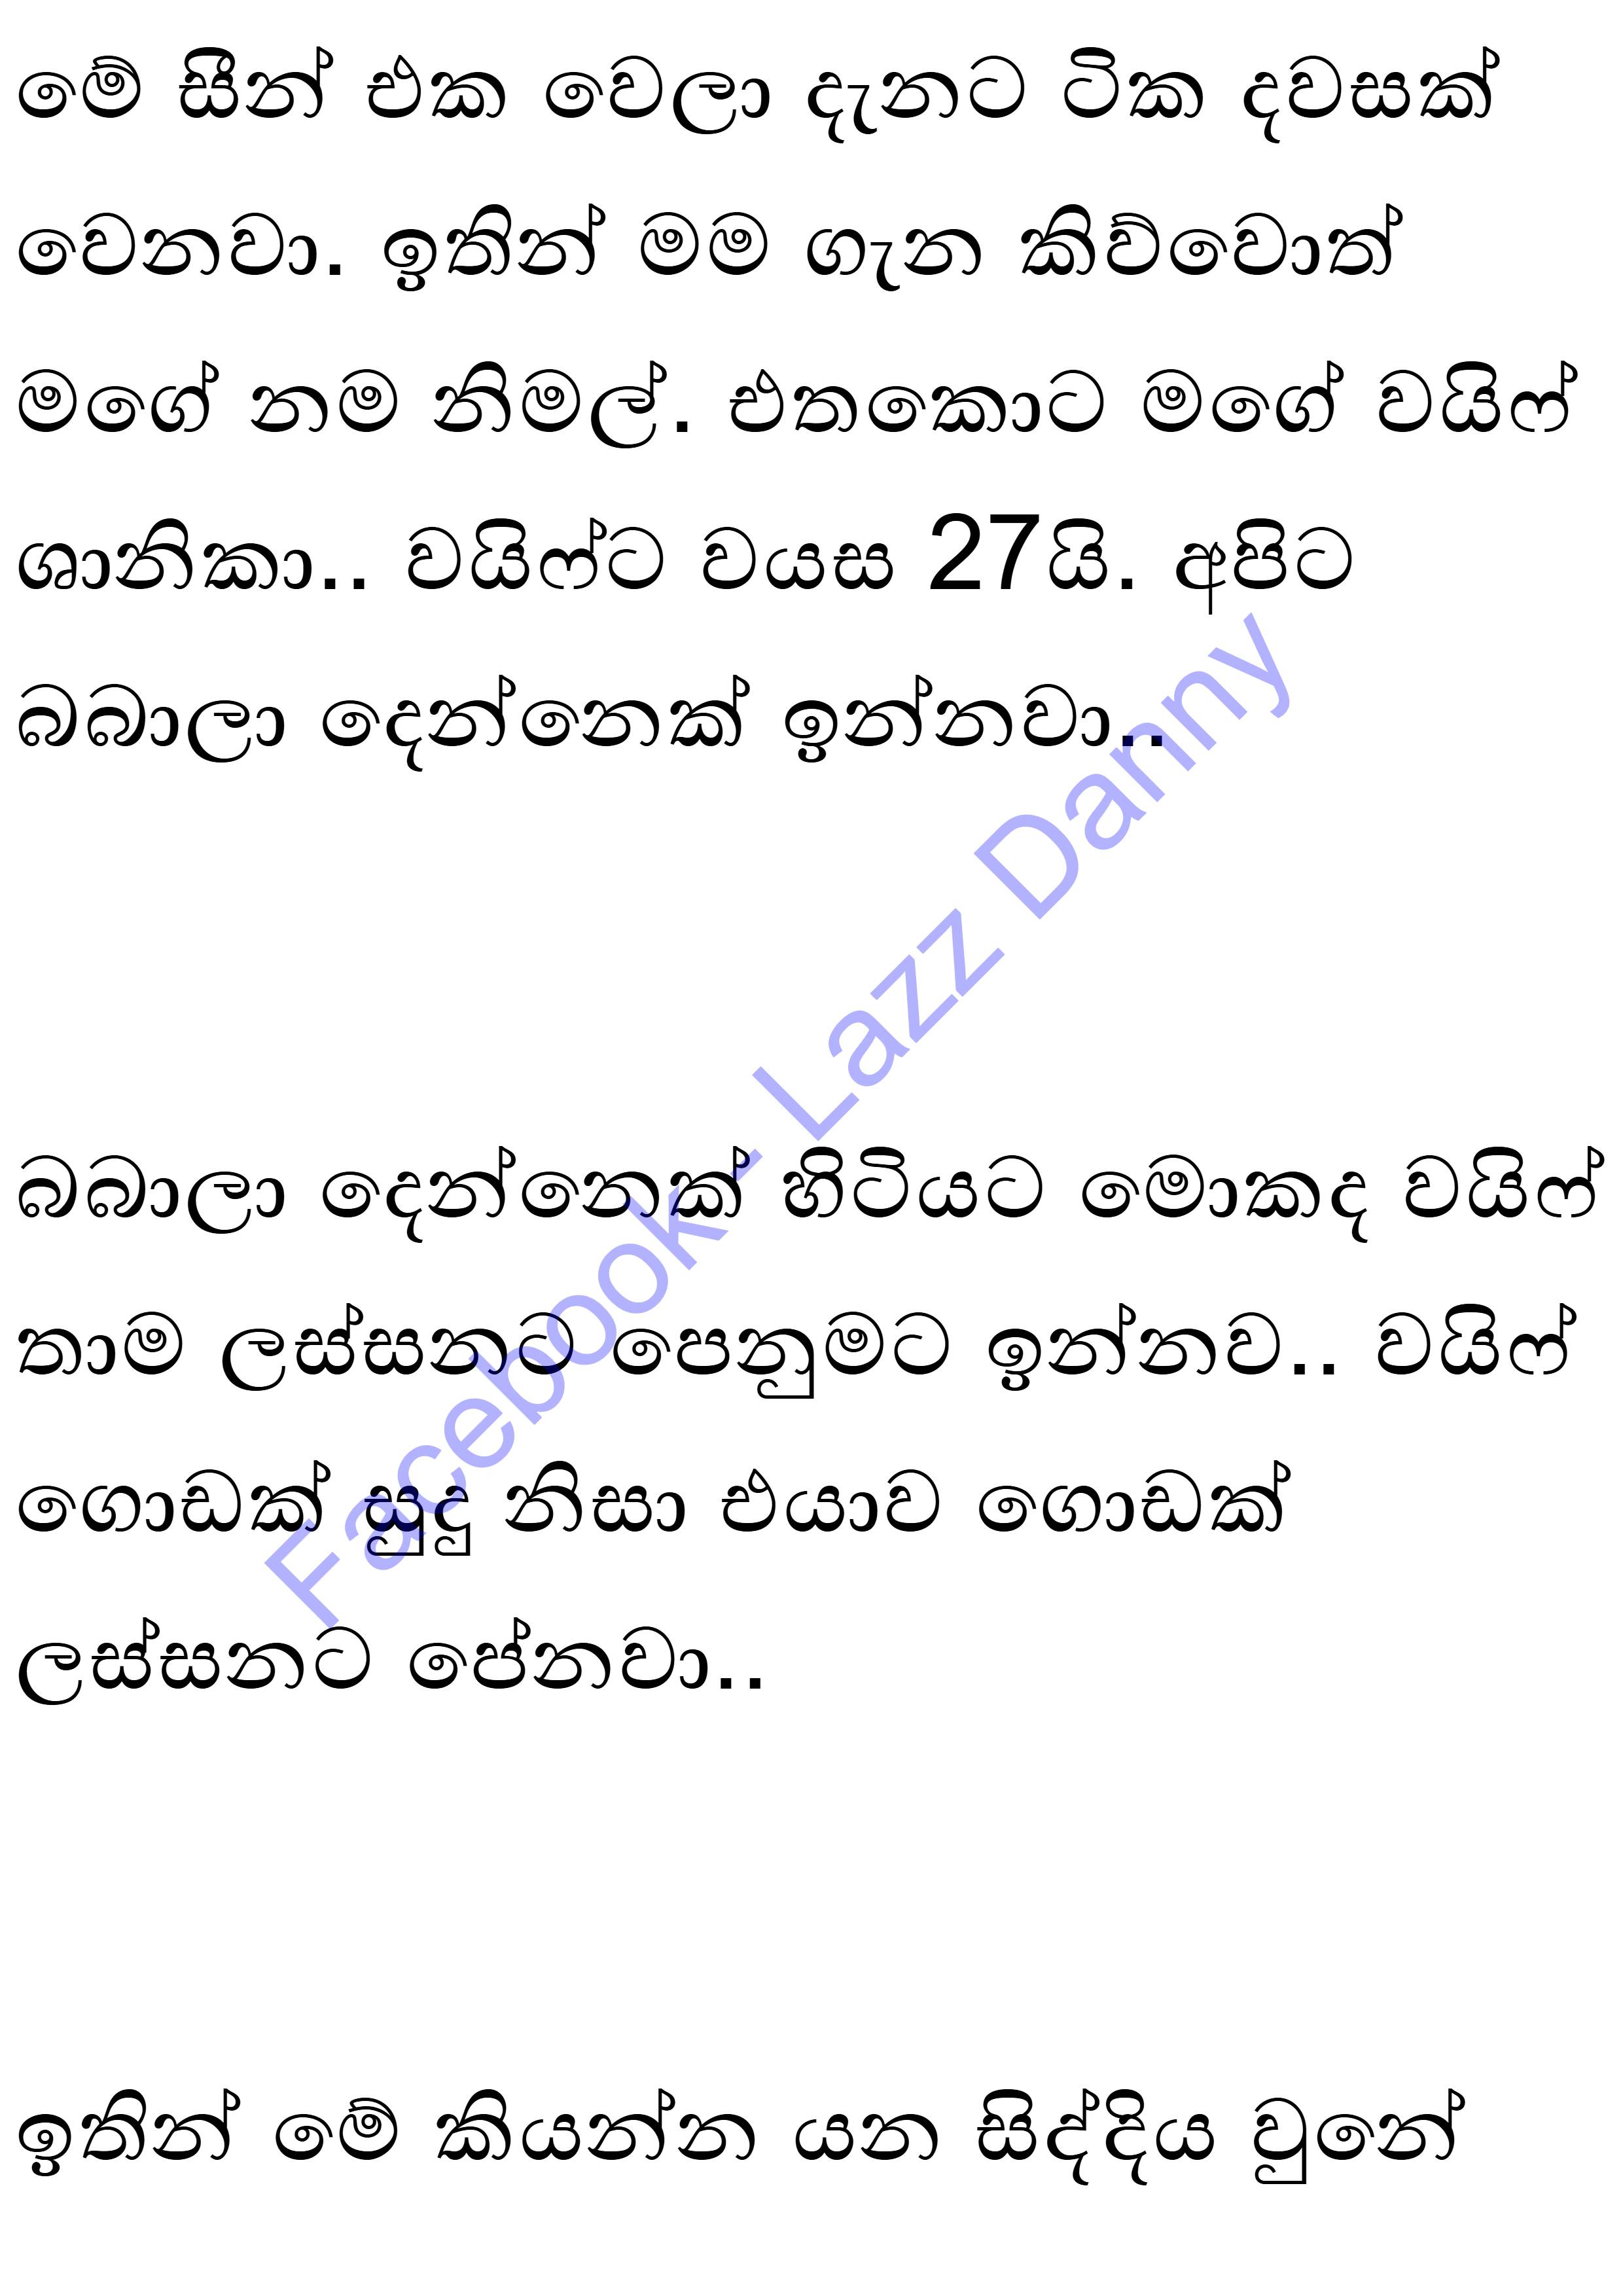 මේ සීන් එක වෙලා දැනට ටික දවසක්
වෙනවා. ඉතින් මම ගැන කිව්වොත්
මගේ නම නිමල්. එතකොට මගේ වයිෆ්
ශානිකා.. වයිෆ්ට වයස 27යි. අපිට
බබාලා දෙන්නෙක් ඉන්නවා..
බබාලා දෙන්නෙක් හිටියට මොකද වයිෆ්
තාම ලස්සනට පෙනුමට ඉන්නව.. වයිෆ්
ගොඩක් සුදු නිසා එයාව ගොඩක්
ලස්සනට පේනවා..
ඉතින් මේ කියන්න යන සිද්දිය වුනේ
Facebook - Lazz Danny